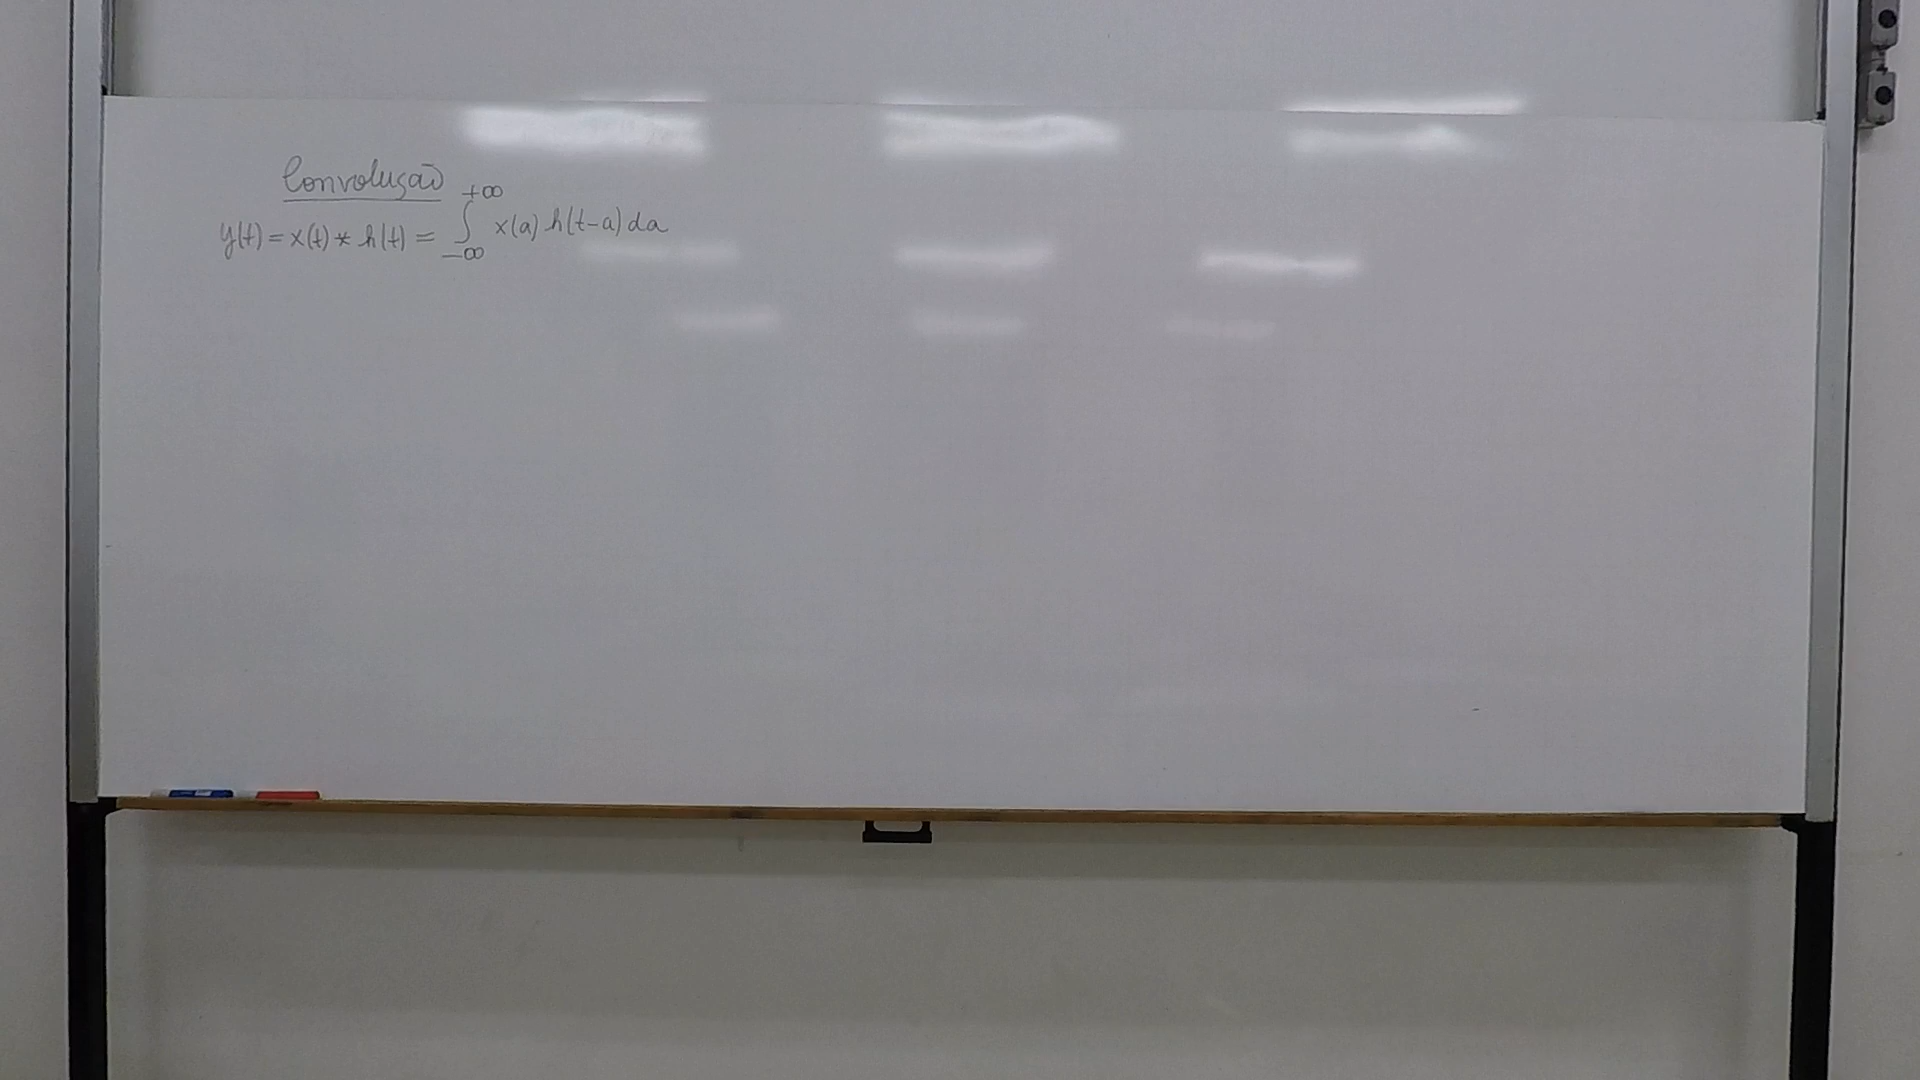 Convolução
y(t) = x(t) * h(t) = ∫_{-∞}^{+∞} x(a) h(t-a) da